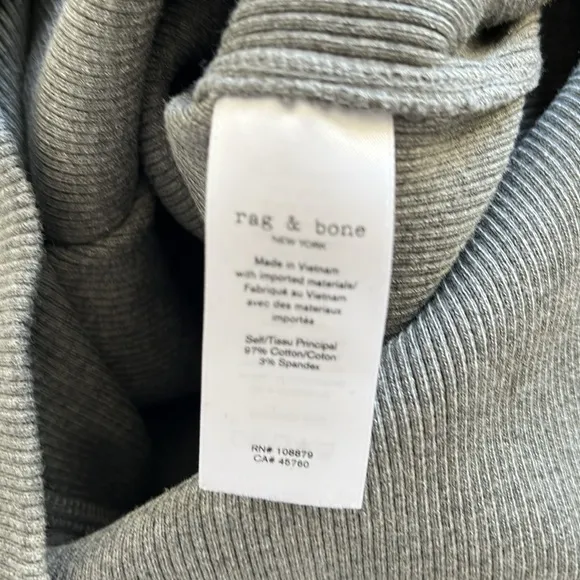 rag & bone
NEW YORK
Made in Vietnam
with imported materials/
Fabriqué au Vietnam
avec des materiaux
importés
Self/Tissu Principal
97% Cotton/Coton
3% Spandex
RN# 108879
CA# 45760